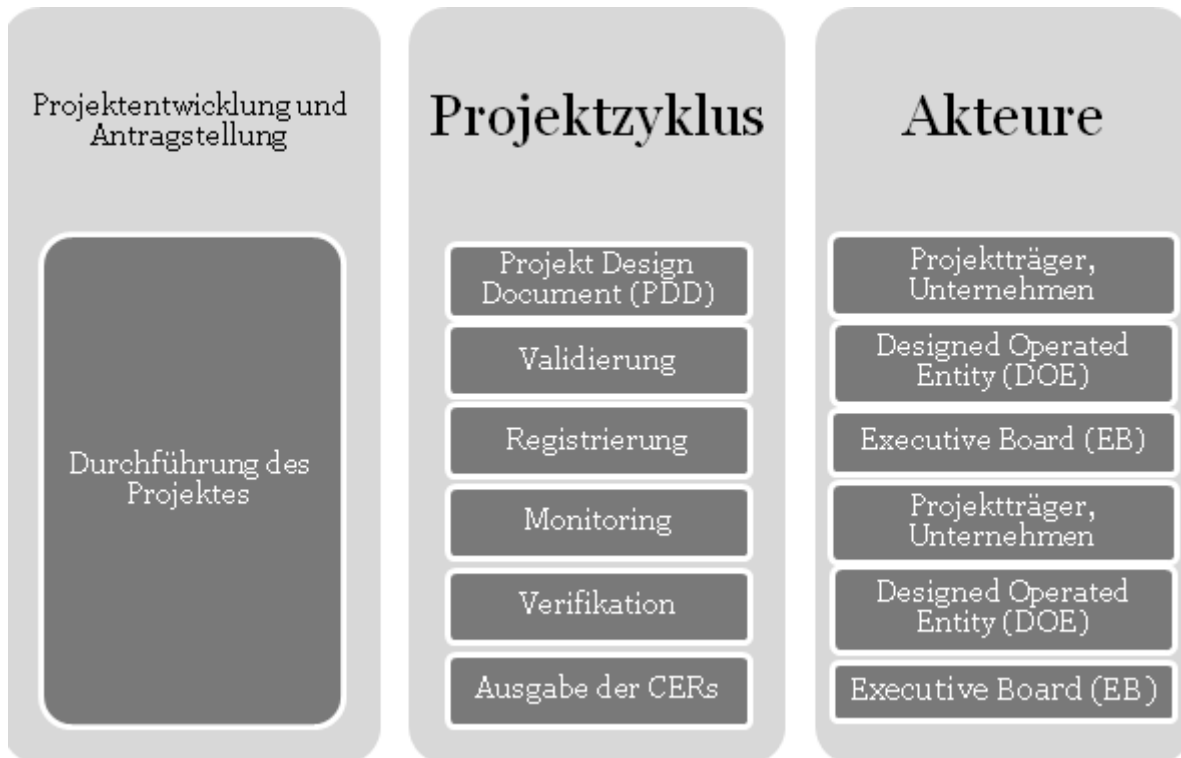 Projektentwicklung und
Antragstellung
Durchführung des
Projektes
Projektzyklus
Projekt Design
Document (PDD)
Validierung
Registrierung
Monitoring
Verifikation
Ausgabe der CERs
Akteure
Projektträger,
Unternehmen
Designed Operated
Entity (DOE)
Executive Board (EB)
Projektträger,
Unternehmen
Designed Operated
Entity (DOE)
Executive Board (EB)